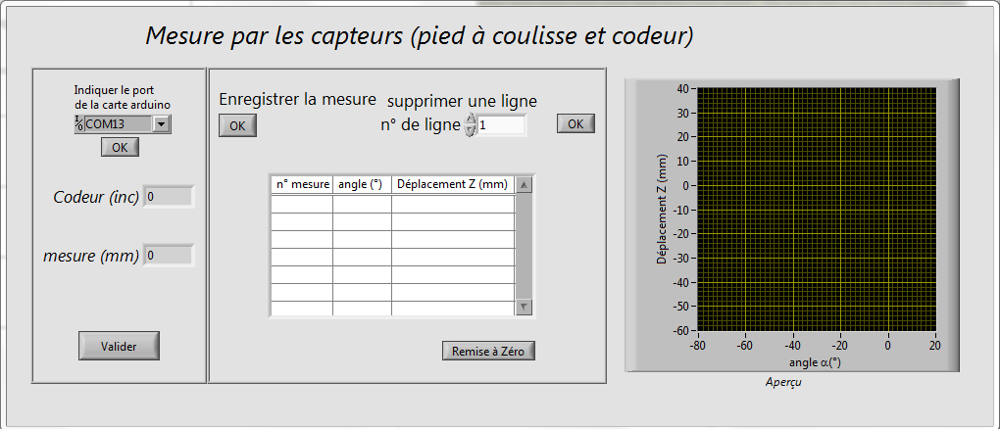 Mesure par les capteurs (pied à coulisse et codeur)
Indiquer le port
de la carte arduino
COM13
OK
Codeur (inc) 0
mesure (mm) 0
Valider
Enregistrer la mesure
OK
supprimer une ligne
n° de ligne 1
OK
n° mesure angle (°) Déplacement Z (mm)
Remise à Zéro
Déplacement Z (mm)
40
30
20
10
0
-10
-20
-30
-40
-50
-60
-80 -60 -40 -20 0 20
angle α(°)
Aperçu